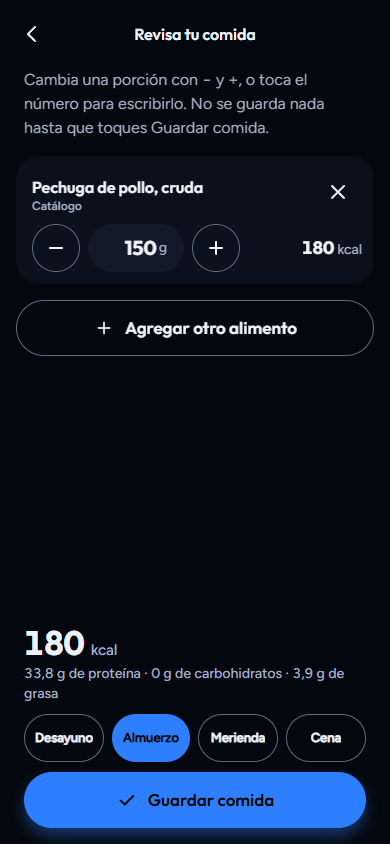 Revisa tu comida
Cambia una porción con - y +, o toca el
número para escribirlo. No se guarda nada
hasta que toques Guardar comida.
Pechuga de pollo, cruda
Catálogo
150 g
180 kcal
Agregar otro alimento
180 kcal
33,8 g de proteína · 0 g de carbohidratos · 3,9 g de
grasa
Desayuno Almuerzo Merienda Cena
Guardar comida